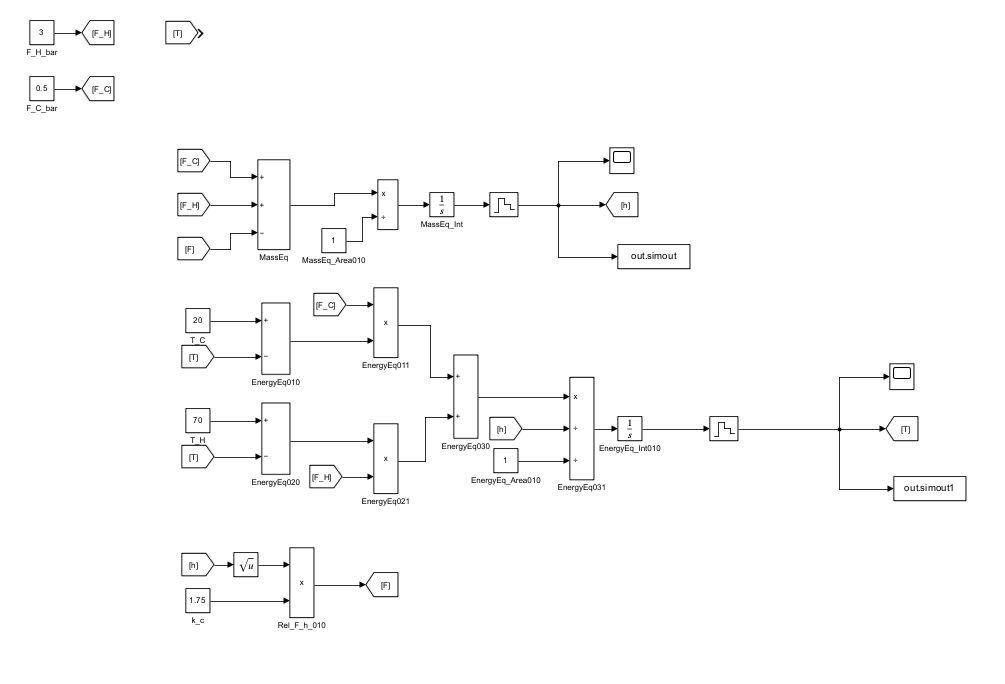 3
[F_H]
[T]
F_H_bar
0.5
[F_C]
F_C_bar
[F_C]
+
[F_H]
+
[F]
−
MassEq
x
÷
1
MassEq_Area010
1
s
MassEq_Int
[h]
out.simout
20
T_C
[T]
+
−
EnergyEq010
[F_C]
x
EnergyEq011
70
T_H
[T]
+
−
EnergyEq020
[F_H]
x
EnergyEq021
+
+
EnergyEq030
[h]
1
EnergyEq_Area010
x
÷
÷
EnergyEq031
1
s
EnergyEq_Int010
[T]
out.simout1
[h]
√u
1.75
k_c
x
Rel_F_h_010
[F]